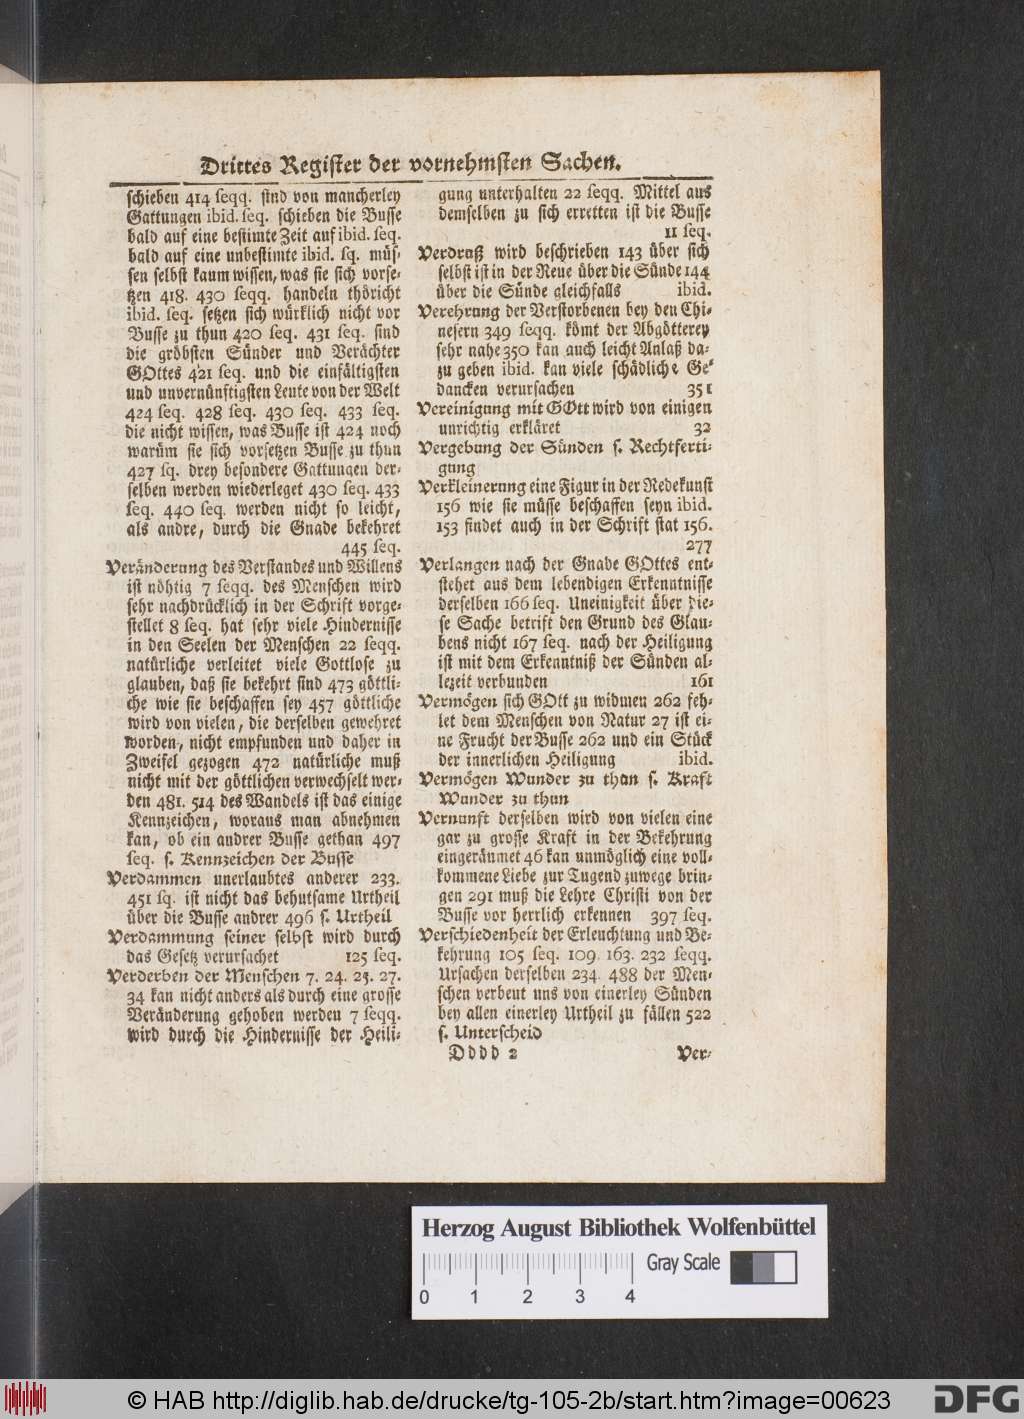 Drittes Register der vornehmsten Sachen.
schieben 414 seqq. sind von mancherley
Gattungen ibid. seq. schieben die Busse
bald auf eine bestimte Zeit auf ibid. seq.
bald auf eine unbestimte ibid. sq. müs-
sen selbst kaum wissen, was sie sich vorse-
tzen 418. 430 seqq. handeln thöricht
ibid. seq. setzen sich würklich nicht vor
Busse zu thun 420 seq. 431 seq. sind
die gröbsten Sünder und Verächter
GOttes 421 seq. und die einfältigsten
und unvernünftigsten Leute von der Welt
424 seq. 428 seq. 430 seq. 433 seq.
die nicht wissen, was Busse ist 424 noch
warüm sie sich vorsetzen Busse zu thun
427 sq. drey besondere Gattungen der-
selben werden wiederleget 430 seq. 433
seq. 440 seq. werden nicht so leicht,
als andre, durch die Gnade bekehret
445 seq.
Veränderung des Verstandes und Willens
ist nöhtig 7 seqq. des Menschen wird
sehr nachdrücklich in der Schrift vorge-
stellet 8 seq. hat sehr viele Hindernisse
in den Seelen der Menschen 22 seqq.
natürliche verleitet viele Gottlose zu
glauben, daß sie bekehrt sind 473 göttli-
che wie sie beschaffen sey 457 göttliche
wird von vielen, die derselben gewehret
worden, nicht empfunden und daher in
Zweifel gezogen 472 natürliche muß
nicht mit der göttlichen verwechselt wer-
den 481. 514 des Wandels ist das einige
Kennzeichen, woraus man abnehmen
kan, ob ein andrer Busse gethan 497
seq. s. Kennzeichen der Busse
Verdammen unerlaubtes anderer 233.
451 sq. ist nicht das behutsame Urtheil
über die Busse andrer 496 s. Urtheil
Verdammung seiner selbst wird durch
das Gesetz verursachet 125 seq.
Verderben der Menschen 7. 24. 25. 27.
34 kan nicht anders als durch eine grosse
Veränderung gehoben werden 7 seqq.
wird durch die Hindernisse der Heili-
gung unterhalten 22 seqq. Mittel aus
demselben zu sich erretten ist die Busse
11 seq.
Verdruß wird beschrieben 143 über sich
selbst ist in der Reue über die Sünde 144
über die Sünde gleichfalls ibid.
Verehrung der Verstorbenen bey den Chi-
nesern 349 seqq. kömt der Abgötterey
sehr nahe 350 kan auch leicht Anlaß da-
zu geben ibid. kan viele schädliche Ge-
dancken verursachen 351
Vereinigung mit GOtt wird von einigen
unrichtig erkläret 32
Vergebung der Sünden s. Rechtferti-
gung
Verkleinerung eine Figur in der Redekunst
156 wie sie müsse beschaffen seyn ibid.
153 findet auch in der Schrift stat 156.
277
Verlangen nach der Gnade GOttes ent-
stehet aus dem lebendigen Erkenntnisse
derselben 166 seq. Uneinigkeit über die-
se Sache betrift den Grund des Glau-
bens nicht 167 seq. nach der Heiligung
ist mit dem Erkenntniß der Sünden al-
lezeit verbunden 161
Vermögen sich GOtt zu widmen 262 feh-
let dem Menschen von Natur 27 ist ei-
ne Frucht der Busse 262 und ein Stück
der innerlichen Heiligung ibid.
Vermögen Wunder zu thun s. Kraft
Wunder zu thun
Vernunft derselben wird von vielen eine
gar zu grosse Kraft in der Bekehrung
eingeräumet 46 kan unmöglich eine voll-
kommene Liebe zur Tugend zuwege brin-
gen 291 muß die Lehre Christi von der
Busse vor herrlich erkennen 397 seq.
Verschiedenheit der Erleuchtung und Be-
kehrung 105 seq. 109. 163. 232 seqq.
Ursachen derselben 234. 488 der Men-
schen verbeut uns von einerley Sünden
bey allen einerley Urtheil zu fällen 522
s. Unterscheid
Dddd 2 Ver-
Herzog August Bibliothek Wolfenbüttel
Gray Scale
0 1 2 3 4
© HAB http://diglib.hab.de/drucke/tg-105-2b/start.htm?image=00623
DFG